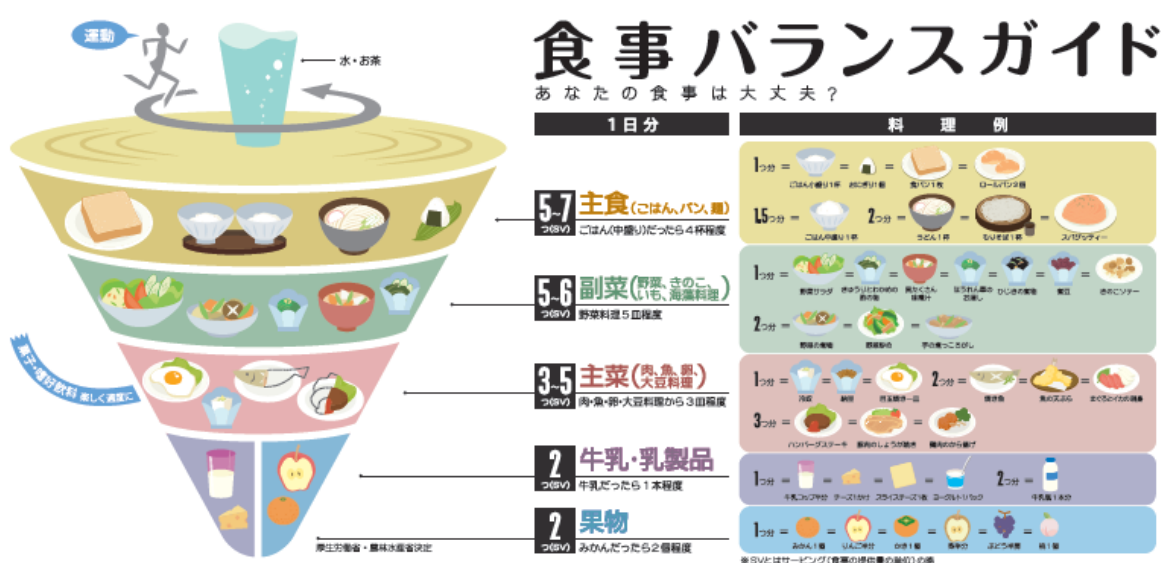 運動
水・お茶
食事バランスガイド
あなたの食事は大丈夫?
1日分
料理例
5~7
つ(SV)
主食(ごはん、パン、麺)
ごはん(中盛り)だったら4杯程度
5~6
つ(SV)
副菜(野菜、きのこ、
いも、海藻料理)
野菜料理5皿程度
3~5
つ(SV)
主菜(肉、魚、卵、
大豆料理)
肉・魚・卵・大豆料理から3皿程度
2
つ(SV)
牛乳・乳製品
牛乳だったら1本程度
2
つ(SV)
果物
みかんだったら2個程度
菓子・嗜好飲料 楽しく適度に
厚生労働省・農林水産省決定
1つ分 = = = =
ごはん小盛り1杯 おにぎり1個 食パン1枚 ロールパン2個
1.5つ分 = 2つ分 = = =
ごはん中盛り1杯 うどん1杯 もりそば1杯 スパゲッティー
1つ分 = = = = = = =
野菜サラダ きゅうりとわかめの酢の物 具たくさん味噌汁 ほうれん草のお浸し ひじきの煮物 煮豆 きのこソテー
2つ分 = = =
野菜の煮物 野菜炒め 芋の煮っころがし
1つ分 = = = 2つ分 = = =
冷奴 納豆 目玉焼き一皿 焼き魚 魚の天ぷら まぐろとイカの刺身
3つ分 = = =
ハンバーグステーキ 豚肉のしょうが焼き 鶏肉のから揚げ
1つ分 = = = = 2つ分 =
牛乳コップ半分 チーズ1かけ スライスチーズ1枚 ヨーグルト1パック 牛乳瓶1本分
1つ分 = = = = = =
みかん1個 りんご半分 かき1個 梨半分 ぶどう半房 桃1個
※SVとはサービング(食事の提供量の単位)の略